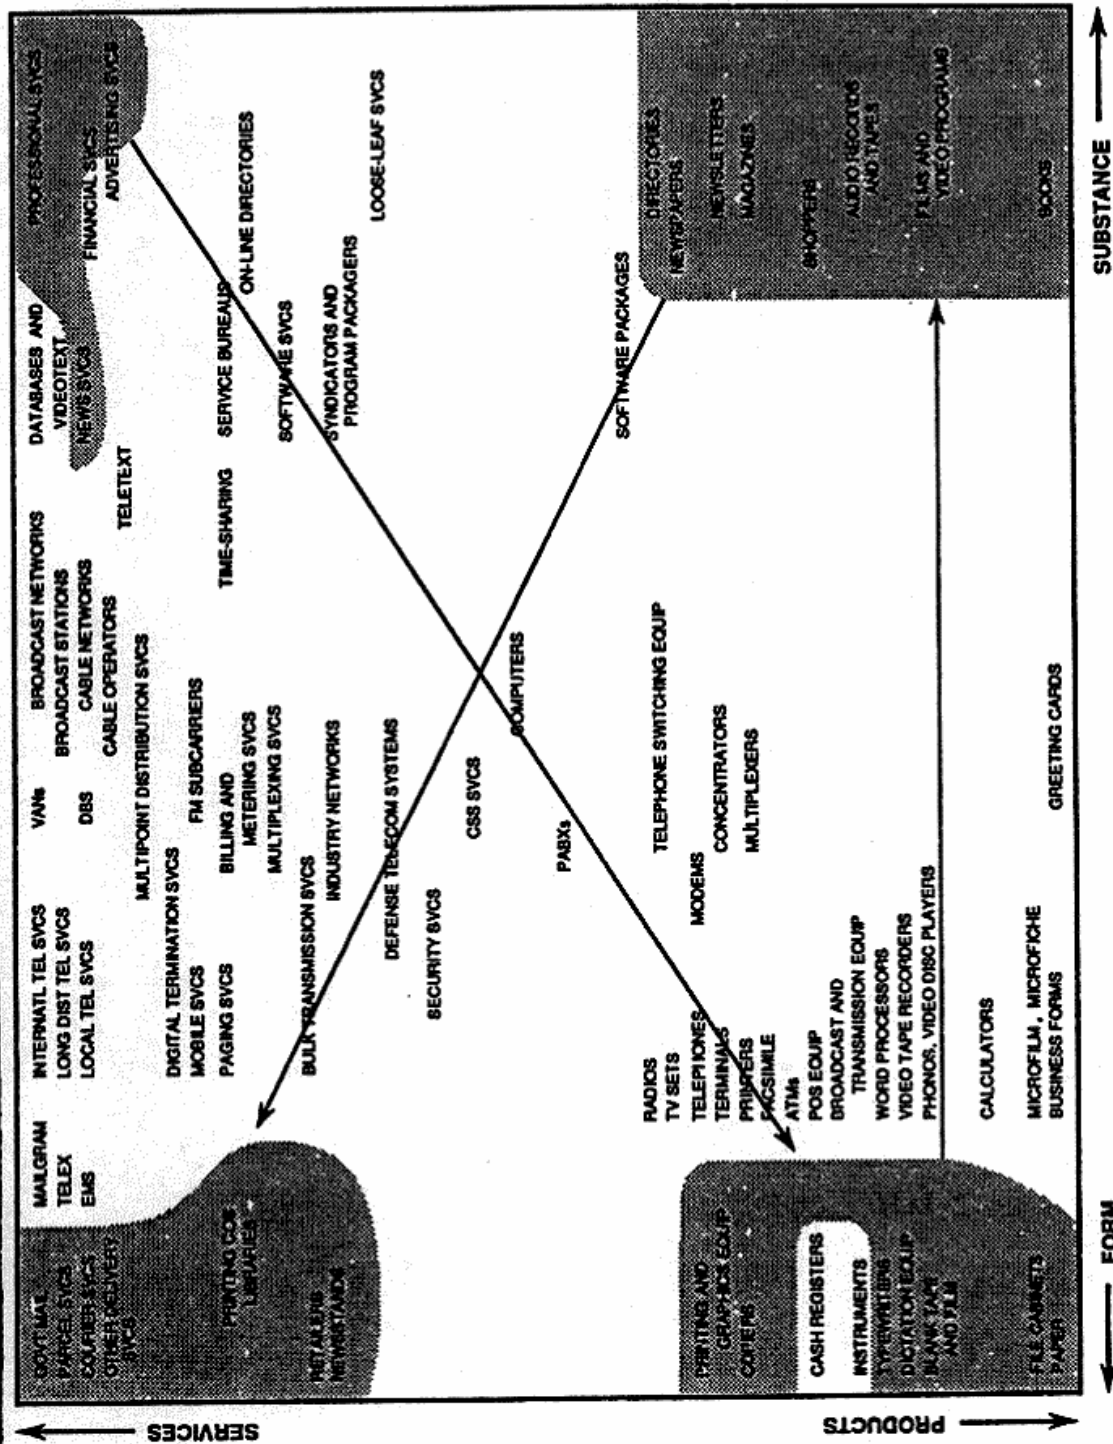 GOVT MAIL
PARCEL SVCS
COURIER SVCS
OTHER DELIVERY
SVCS
MAILGRAM
TELEX
EMS
INTERNATL TEL SVCS
LONG DIST TEL SVCS
LOCAL TEL SVCS
VANs
DBS
BROADCAST NETWORKS
BROADCAST STATIONS
CABLE NETWORKS
CABLE OPERATORS
DATABASES AND
VIDEOTEXT
NEWS SVCS
TELETEXT
PROFESSIONAL SVCS
FINANCIAL SVCS
ADVERTISING SVCS
MULTIPOINT DISTRIBUTION SVCS
DIGITAL TERMINATION SVCS
MOBILE SVCS
FM SUBCARRIERS
PAGING SVCS
BILLING AND
METERING SVCS
MULTIPLEXING SVCS
TIME-SHARING
SERVICE BUREAUS
ON-LINE DIRECTORIES
SOFTWARE SVCS
SYNDICATORS AND
PROGRAM PACKAGERS
LOOSE-LEAF SVCS
PRINTING COS
LIBRARIES
RETAILERS
NEWSSTANDS
BULK TRANSMISSION SVCS
INDUSTRY NETWORKS
DEFENSE TELECOM SYSTEMS
SECURITY SVCS
CSS SVCS
COMPUTERS
PABXs
SOFTWARE PACKAGES
RADIOS
TV SETS
TELEPHONES
TERMINALS
PRINTERS
FACSIMILE
ATMs
POS EQUIP
BROADCAST AND
TRANSMISSION EQUIP
WORD PROCESSORS
VIDEO TAPE RECORDERS
PHONOS, VIDEO DISC PLAYERS
CALCULATORS
MICROFILM, MICROFICHE
BUSINESS FORMS
TELEPHONE SWITCHING EQUIP
MODEMS
CONCENTRATORS
MULTIPLEXERS
GREETING CARDS
DIRECTORIES
NEWSPAPERS
NEWSLETTERS
MAGAZINES
SHOPPERS
AUDIO RECORDS
AND TAPES
FILMS AND
VIDEO PROGRAMS
BOOKS
PRINTING AND
GRAPHICS EQUIP
COPIERS
CASH REGISTERS
INSTRUMENTS
TYPEWRITERS
DICTATION EQUIP
BLANK TAPE
AND FILM
FILE CABINETS
PAPER
SERVICES
PRODUCTS
FORM
SUBSTANCE